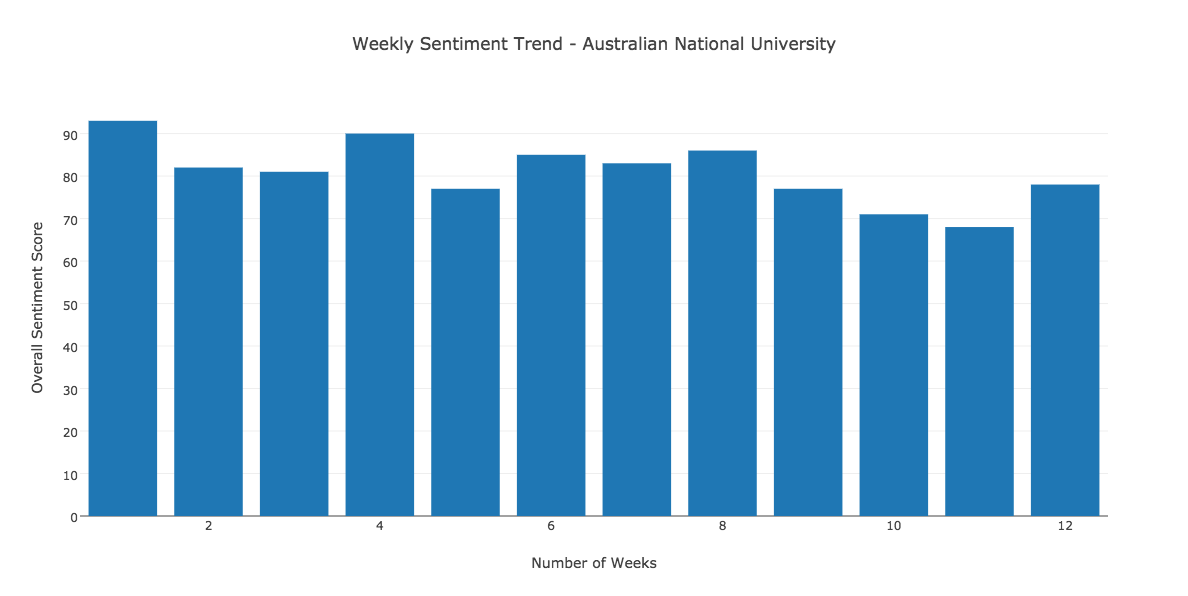 Weekly Sentiment Trend - Australian National University
Overall Sentiment Score
90
80
70
60
50
40
30
20
10
0
2 4 6 8 10 12
Number of Weeks